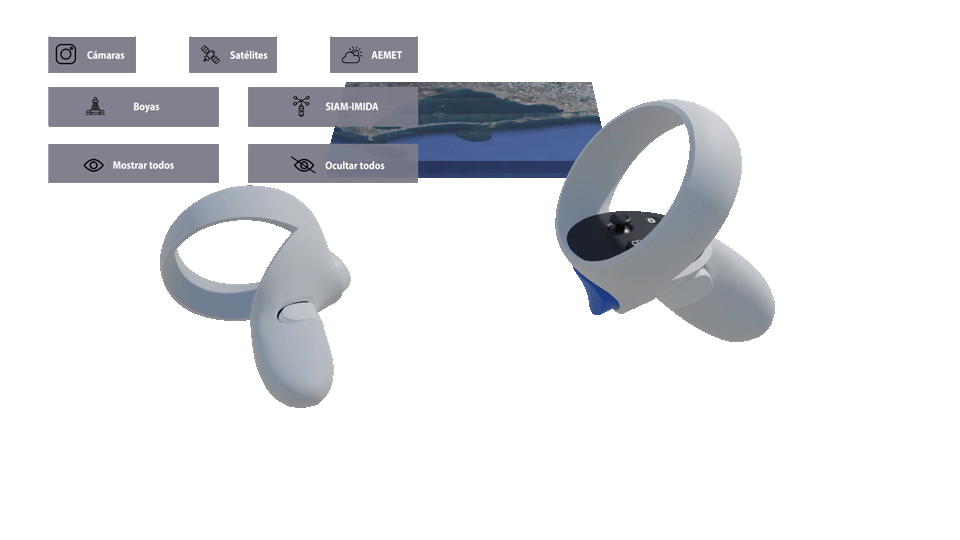 Cámaras
Satélites
AEMET
Boyas
SIAM-IMIDA
Mostrar todos
Ocultar todos